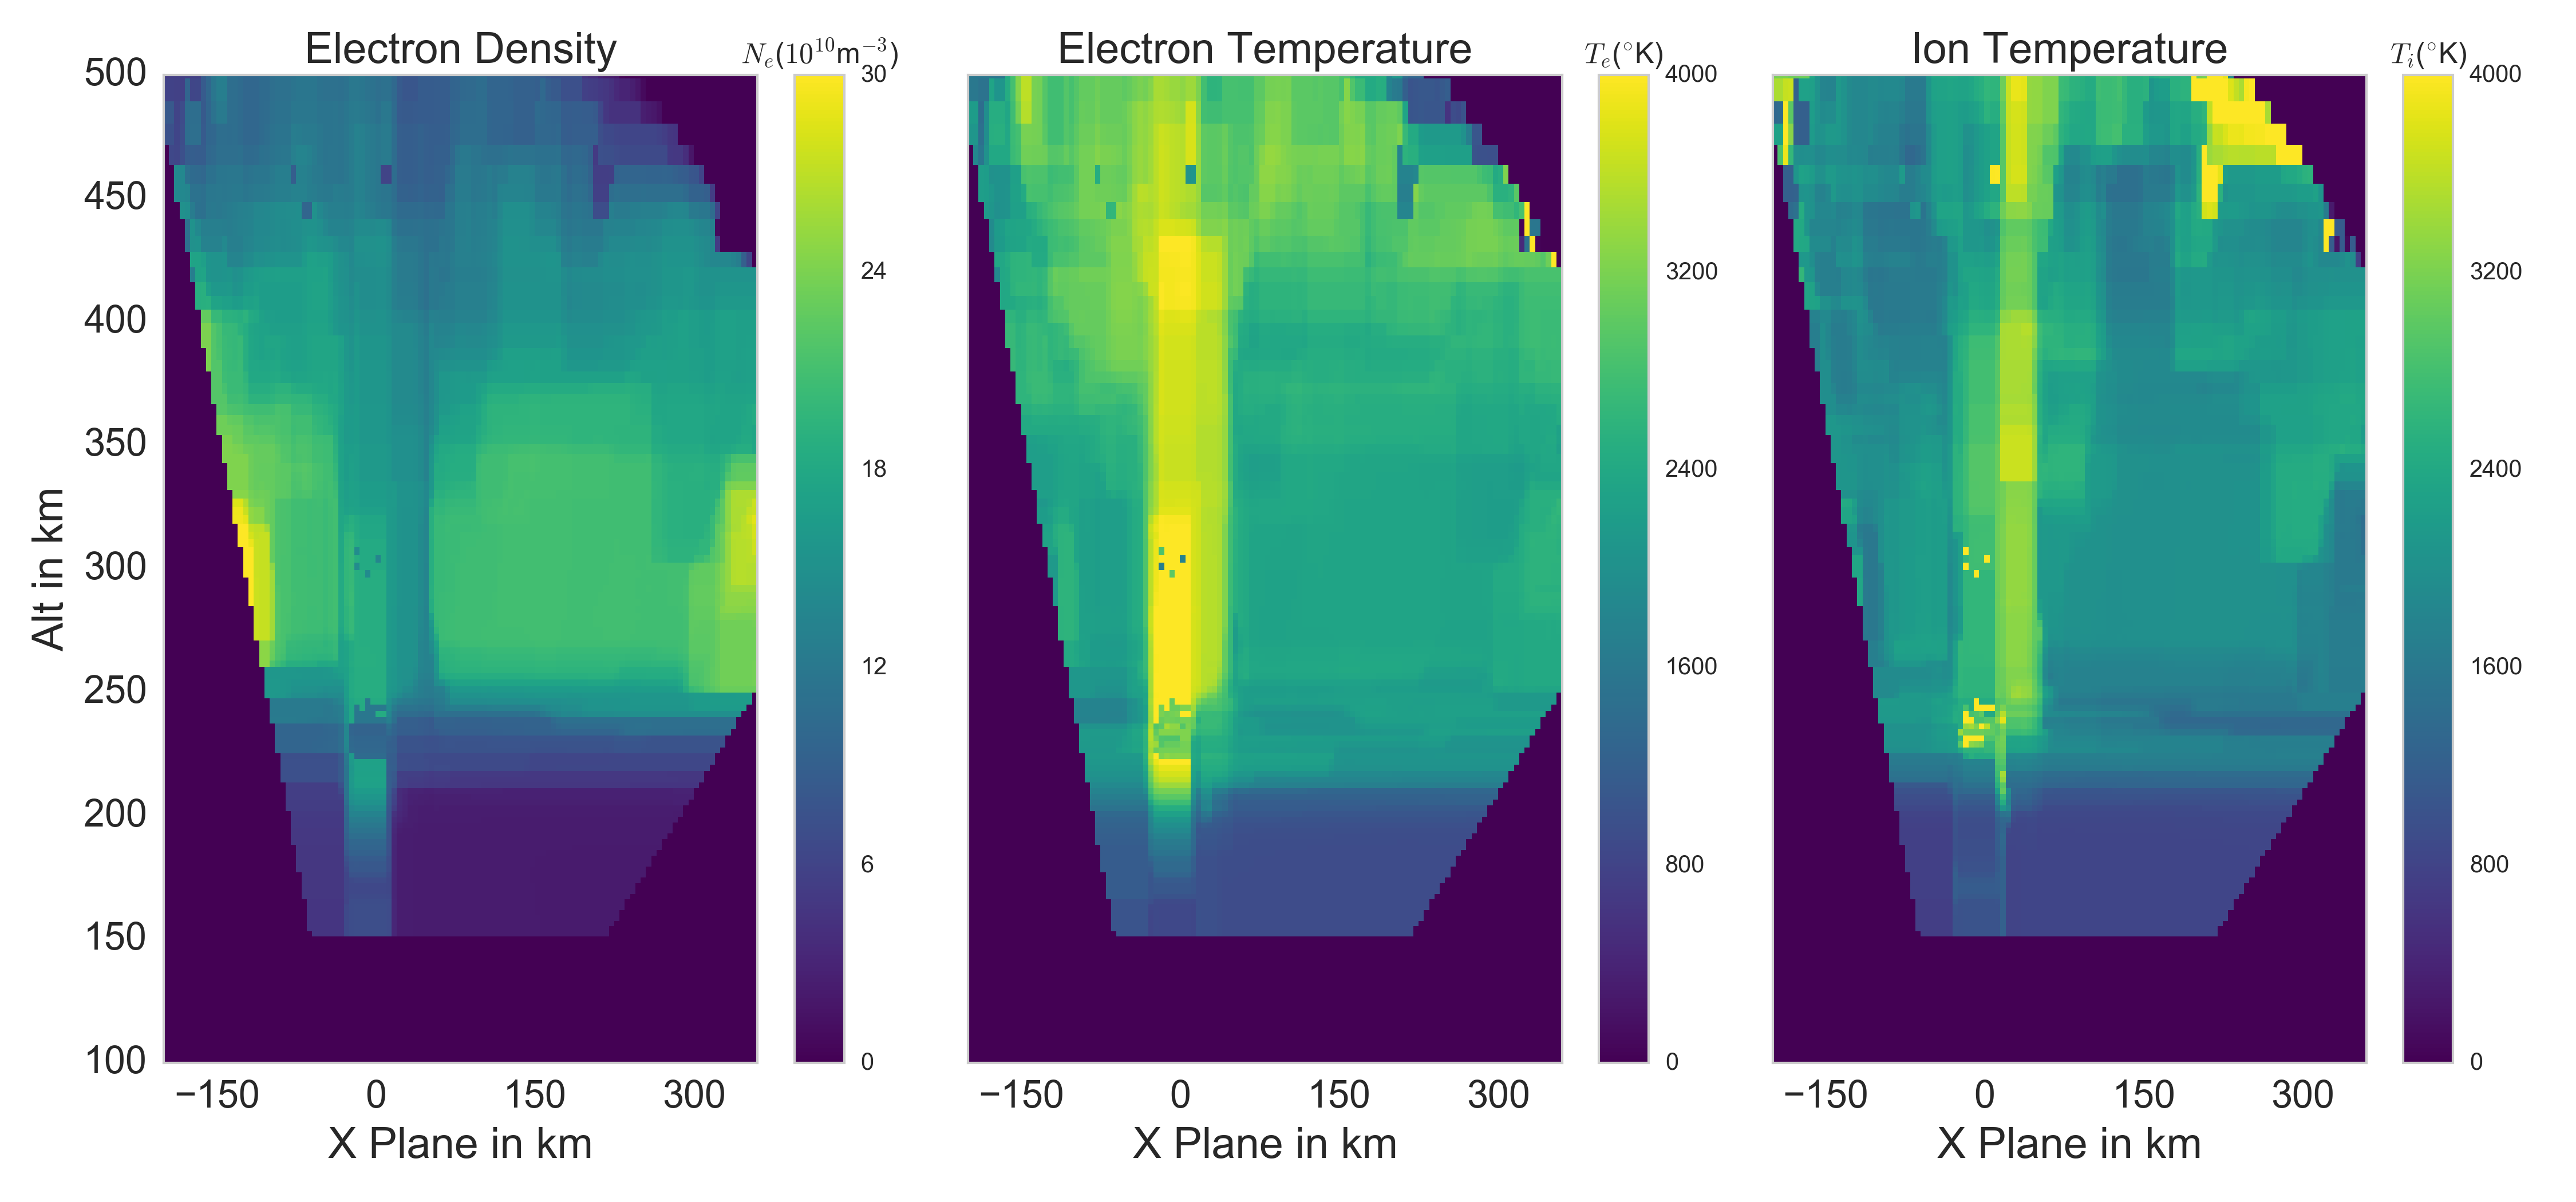 Electron Density
Nₑ(10¹⁰m⁻³)
Electron Temperature
Tₑ(°K)
Ion Temperature
Tᵢ(°K)
Alt in km
500
450
400
350
300
250
200
150
100
−150 0 150 300
X Plane in km
30
24
18
12
6
0
−150 0 150 300
X Plane in km
4000
3200
2400
1600
800
0
−150 0 150 300
X Plane in km
4000
3200
2400
1600
800
0